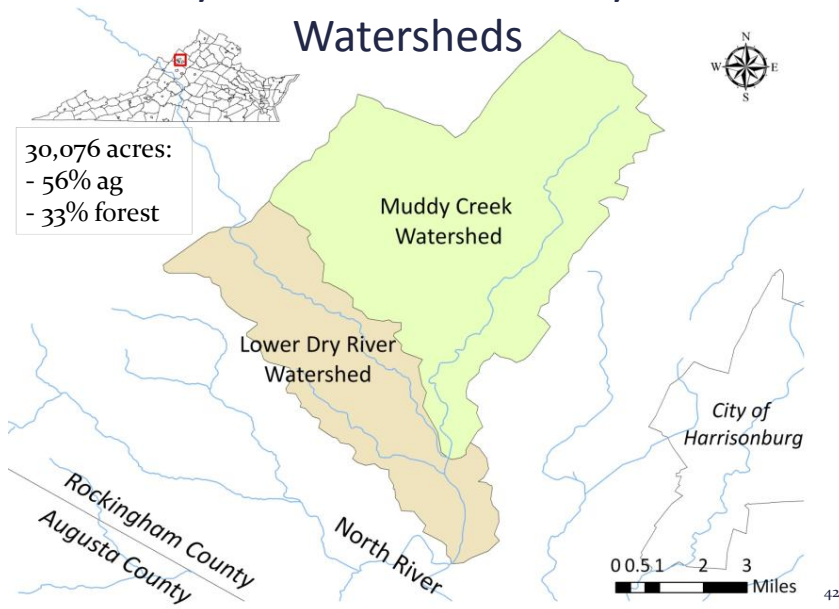 Watersheds
N
W E
S
30,076 acres:
- 56% ag
- 33% forest
Muddy Creek
Watershed
Lower Dry River
Watershed
City of
Harrisonburg
Rockingham County
Augusta County
North River
0 0.5 1 2 3
Miles